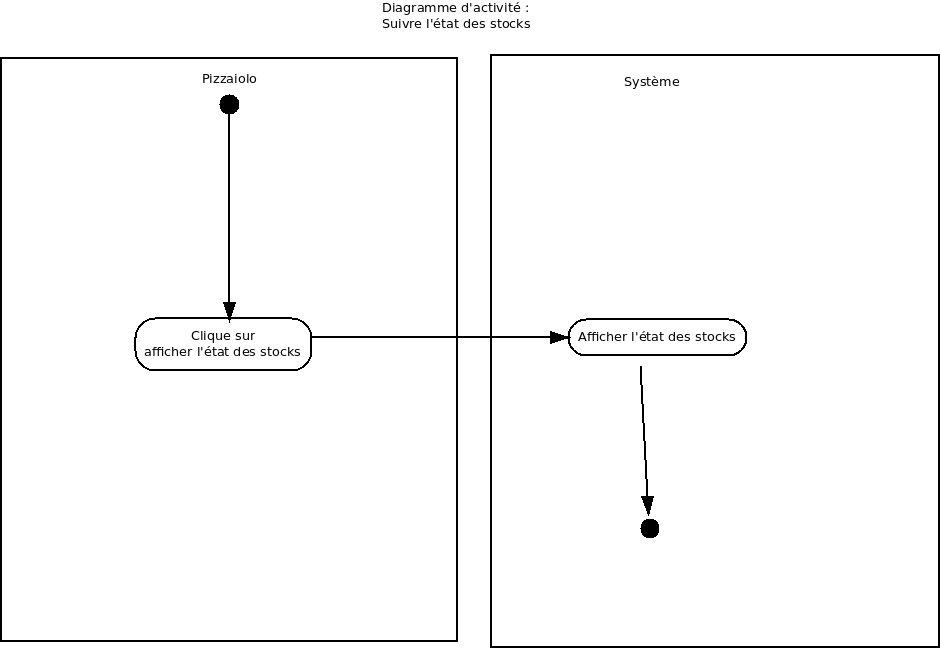 Diagramme d'activité :
Suivre l'état des stocks
Pizzaiolo
Système
Clique sur
afficher l'état des stocks
Afficher l'état des stocks